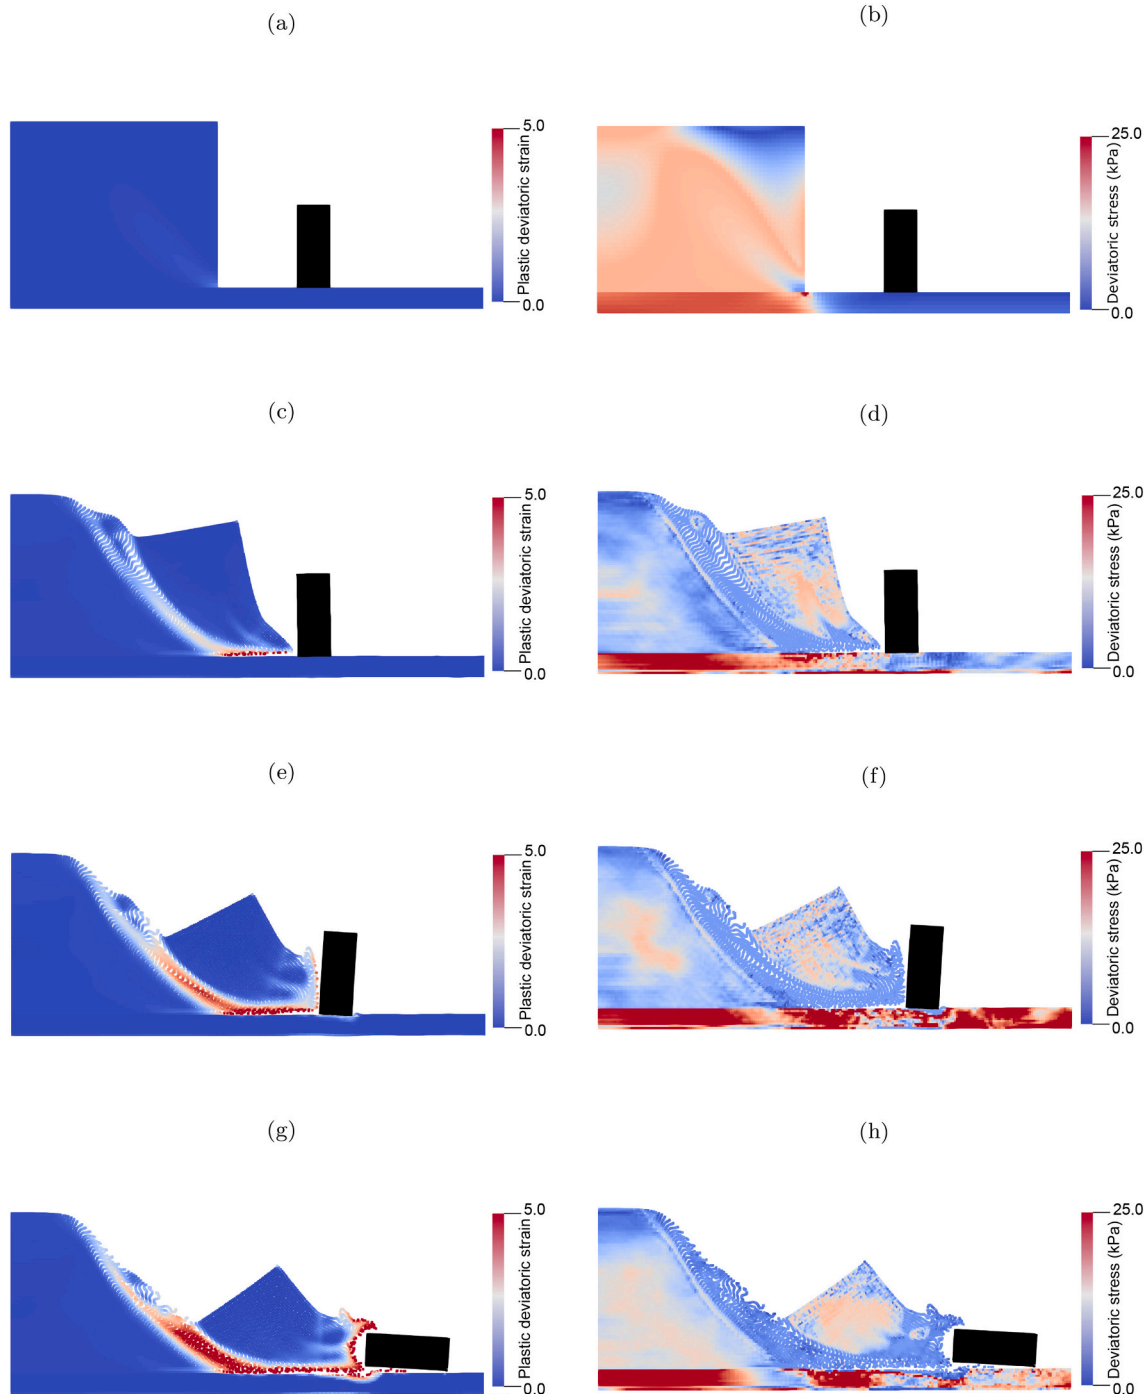 (a)
(b)
5.0
Plastic deviatoric strain
0.0
25.0
Deviatoric stress (kPa)
0.0
(c)
(d)
5.0
Plastic deviatoric strain
0.0
25.0
Deviatoric stress (kPa)
0.0
(e)
(f)
5.0
Plastic deviatoric strain
0.0
25.0
Deviatoric stress (kPa)
0.0
(g)
(h)
5.0
Plastic deviatoric strain
0.0
25.0
Deviatoric stress (kPa)
0.0